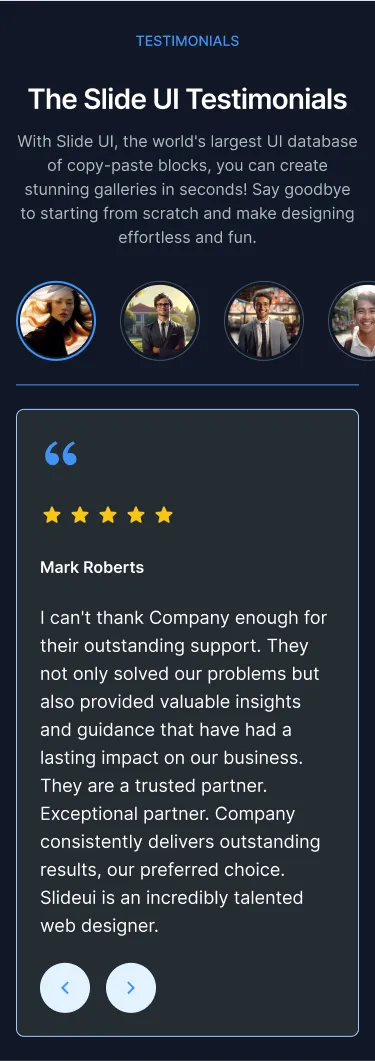 TESTIMONIALS
The Slide UI Testimonials
With Slide UI, the world's largest UI database
of copy-paste blocks, you can create
stunning galleries in seconds! Say goodbye
to starting from scratch and make designing
effortless and fun.
Mark Roberts
I can't thank Company enough for
their outstanding support. They
not only solved our problems but
also provided valuable insights
and guidance that have had a
lasting impact on our business.
They are a trusted partner.
Exceptional partner. Company
consistently delivers outstanding
results, our preferred choice.
Slideui is an incredibly talented
web designer.